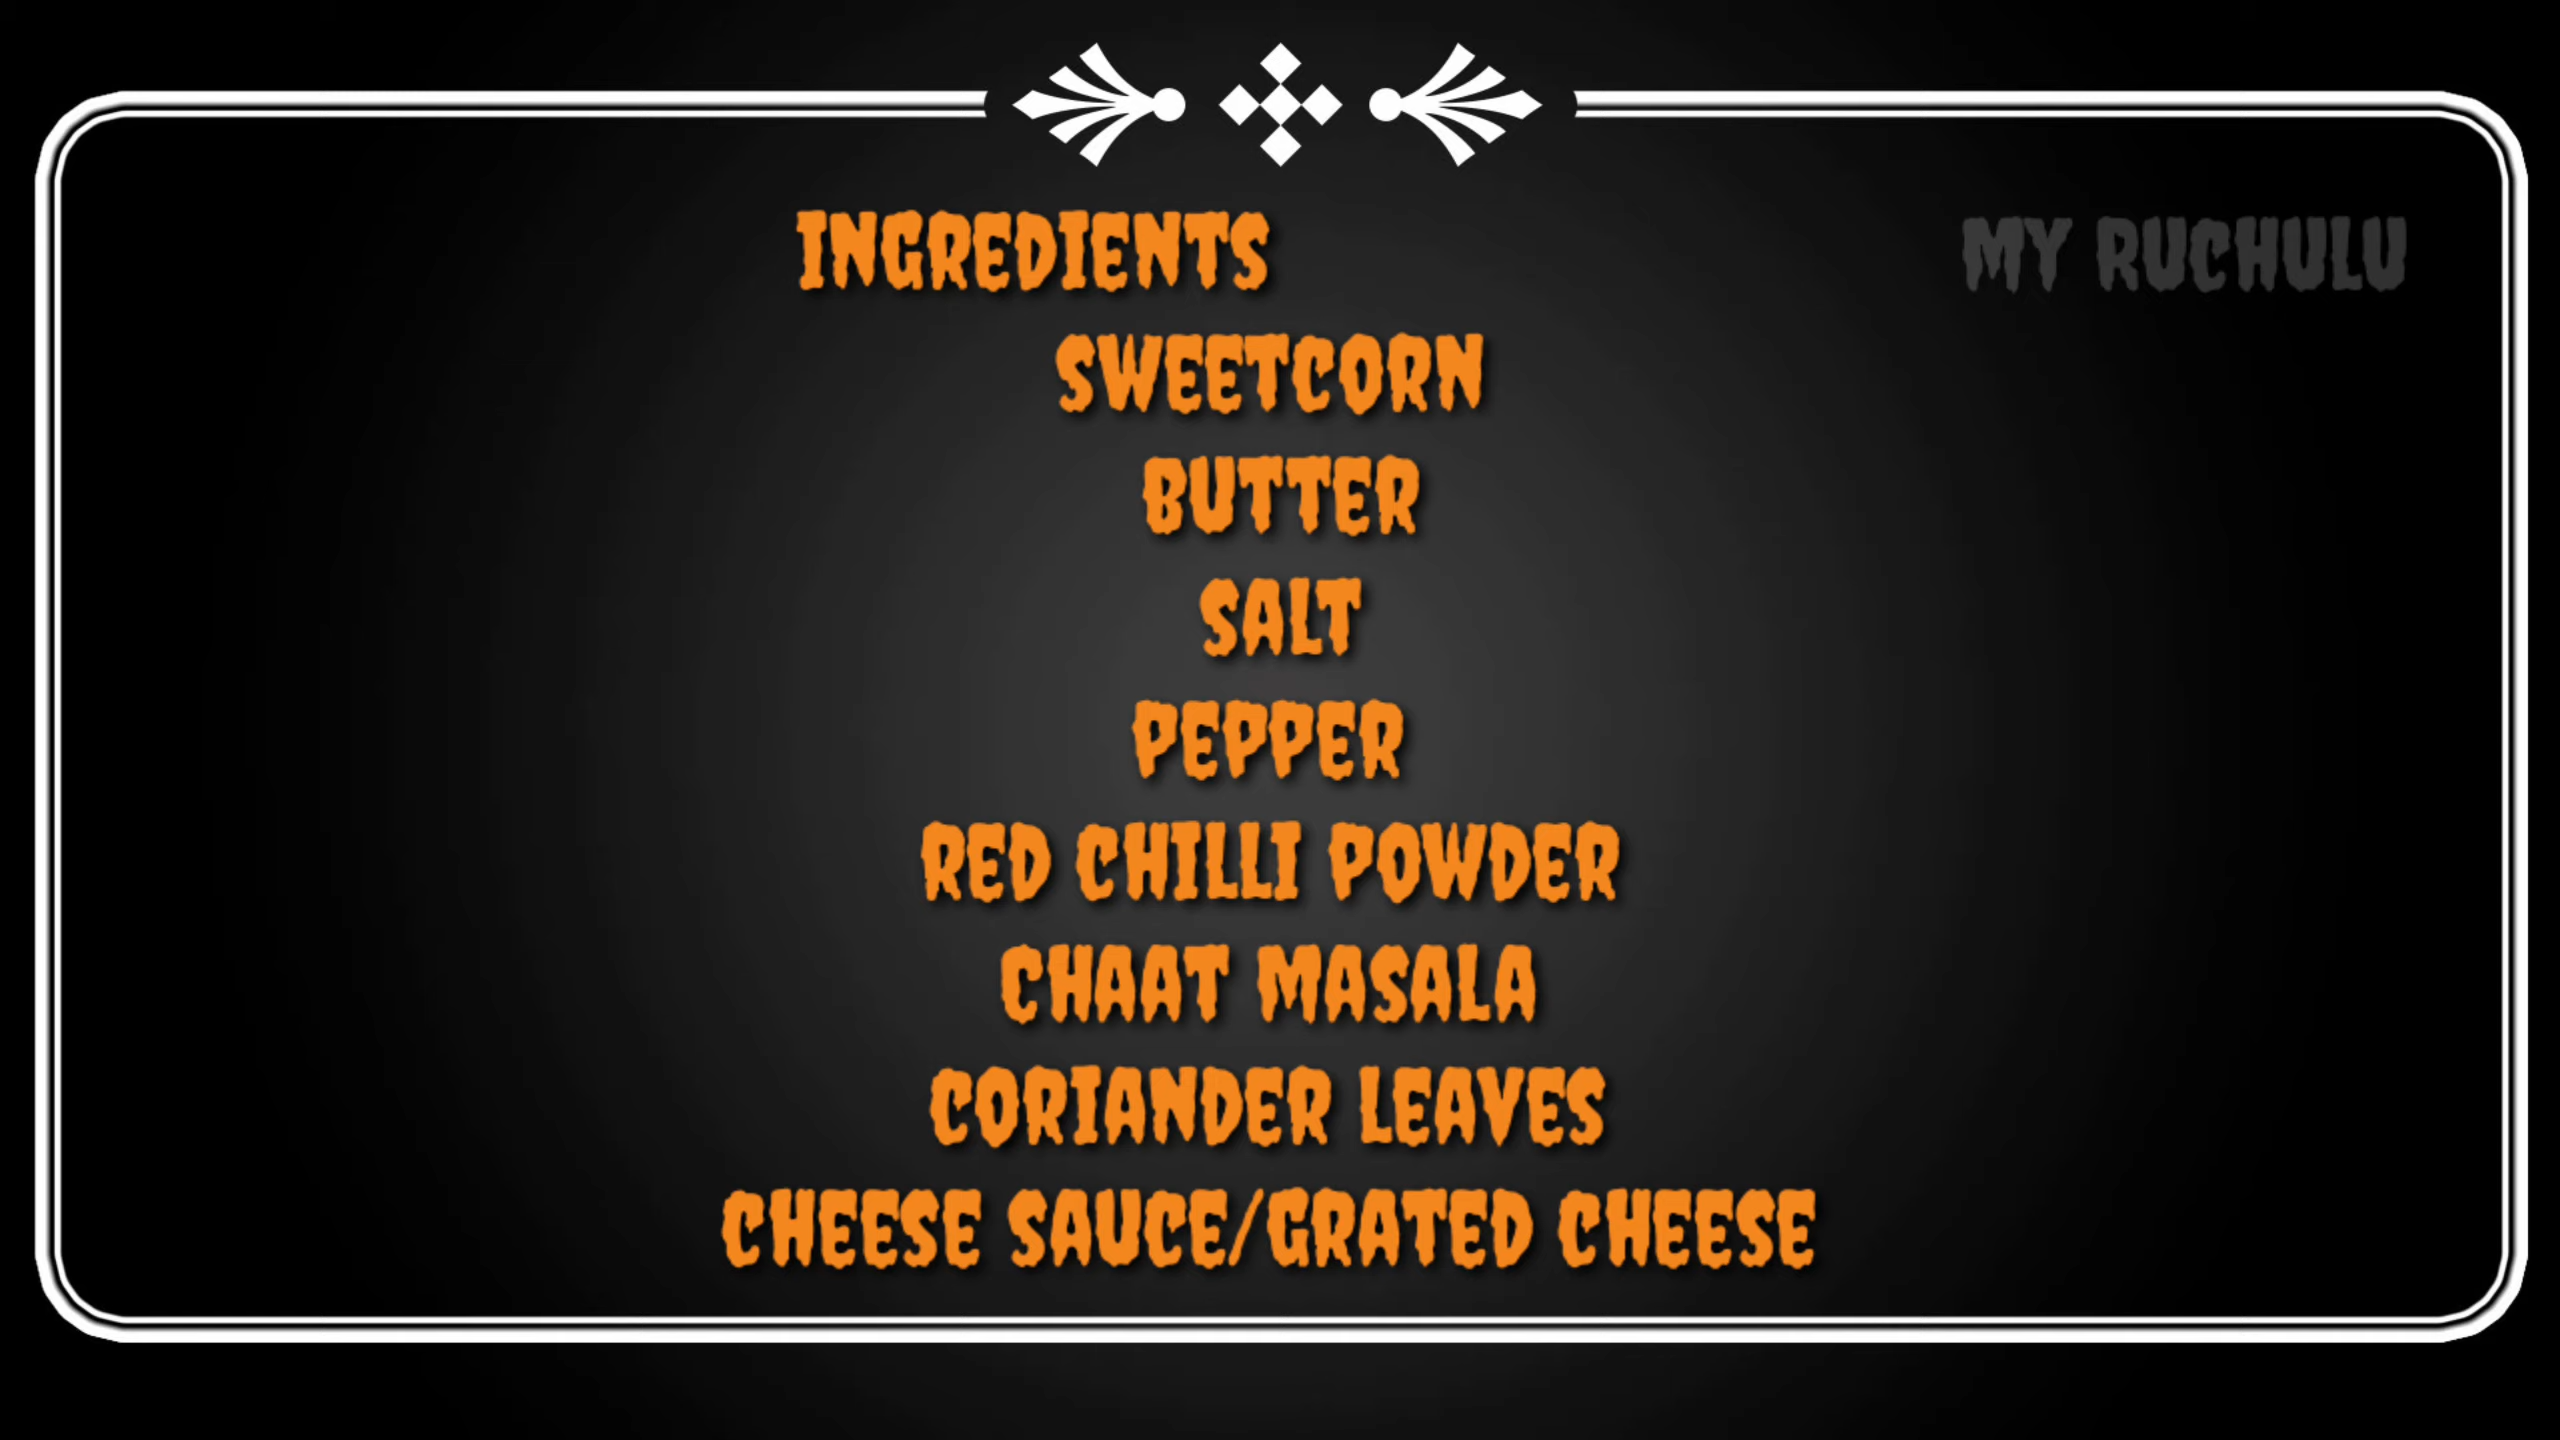 INGREDIENTS
MY RUCHULU
SWEETCORN
BUTTER
SALT
PEPPER
RED CHILLI POWDER
CHAAT MASALA
CORIANDER LEAVES
CHEESE SAUCE/GRATED CHEESE